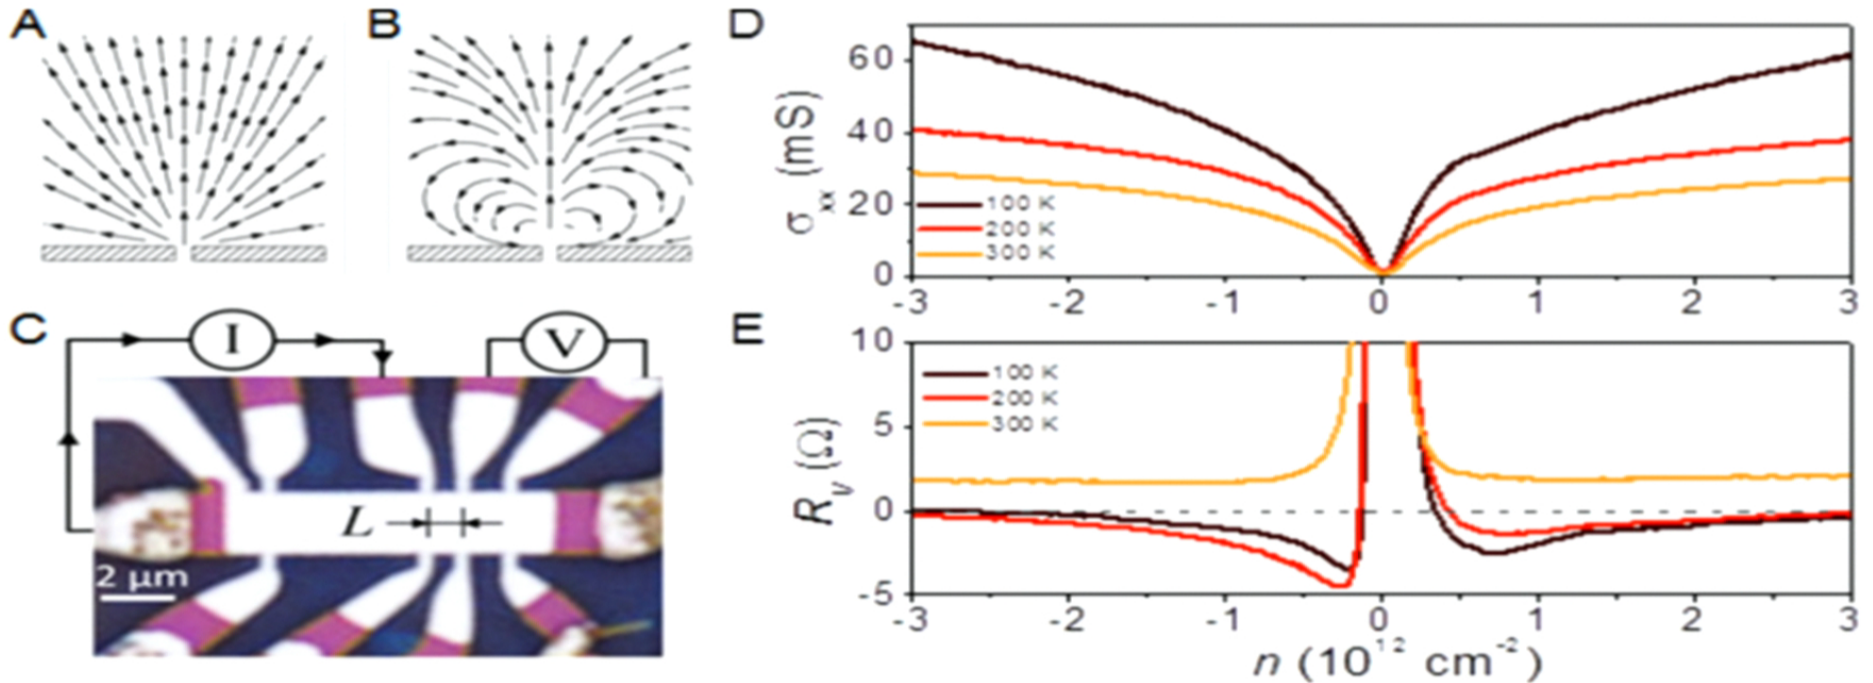 A
B
C
I
V
L
2 μm
D
σxx (mS)
60
40
20
0
100 K
200 K
300 K
-3 -2 -1 0 1 2 3
E
RV (Ω)
10
5
0
-5
100 K
200 K
300 K
-3 -2 -1 0 1 2 3
n (10¹² cm⁻²)